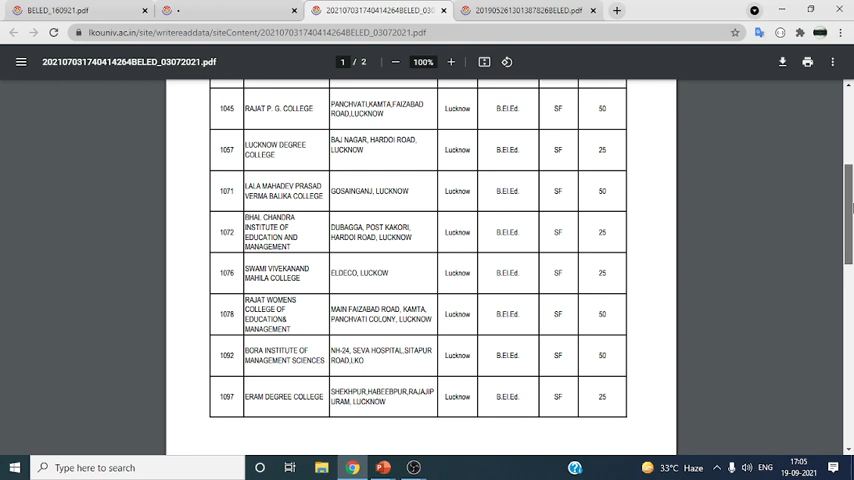 BELED_160921.pdf
202107031740414264BELED_03(
201905261301387826BELED.pdf
lkouniv.ac.in/site/writereaddata/siteContent/202107031740414264BELED_03072021.pdf
202107031740414264BELED_03072021.pdf
1 / 2
100%
1045 RAJAT P. G. COLLEGE PANCHVATI,KAMTA,FAIZABAD ROAD,LUCKNOW Lucknow B.El.Ed. SF 50
1057 LUCKNOW DEGREE COLLEGE BAJ NAGAR, HARDOI ROAD, LUCKNOW Lucknow B.El.Ed. SF 25
1071 LALA MAHADEV PRASAD VERMA BALIKA COLLEGE GOSAINGANJ, LUCKNOW Lucknow B.El.Ed. SF 50
1072 BHAL CHANDRA INSTITUTE OF EDUCATION AND MANAGEMENT DUBAGGA, POST KAKORI, HARDOI ROAD, LUCKNOW Lucknow B.El.Ed. SF 25
1076 SWAMI VIVEKANAND MAHILA COLLEGE ELDECO, LUCKOW Lucknow B.El.Ed. SF 25
1078 RAJAT WOMENS COLLEGE OF EDUCATION& MANAGEMENT MAIN FAIZABAD ROAD, KAMTA, PANCHVATI COLONY, LUCKNOW Lucknow B.El.Ed. SF 50
1092 BORA INSTITUTE OF MANAGEMENT SCIENCES NH-24, SEVA HOSPITAL,SITAPUR ROAD,LKO Lucknow B.El.Ed. SF 50
1097 ERAM DEGREE COLLEGE SHEKHPUR,HABEEBPUR,RAJAJIP URAM, LUCKNOW Lucknow B.El.Ed. SF 25
Type here to search
33°C Haze
ENG
17:05
19-09-2021